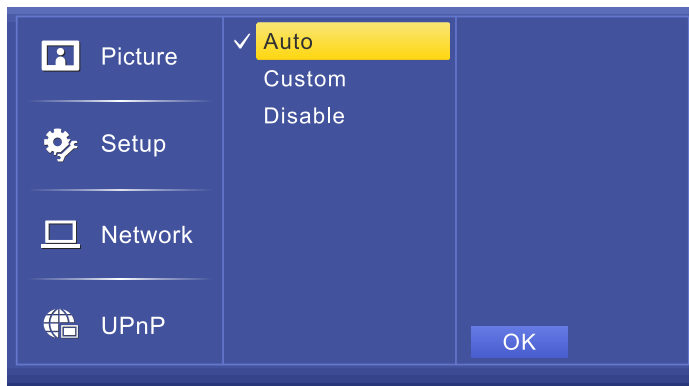 Picture
Setup
Network
UPnP
Auto
Custom
Disable
OK